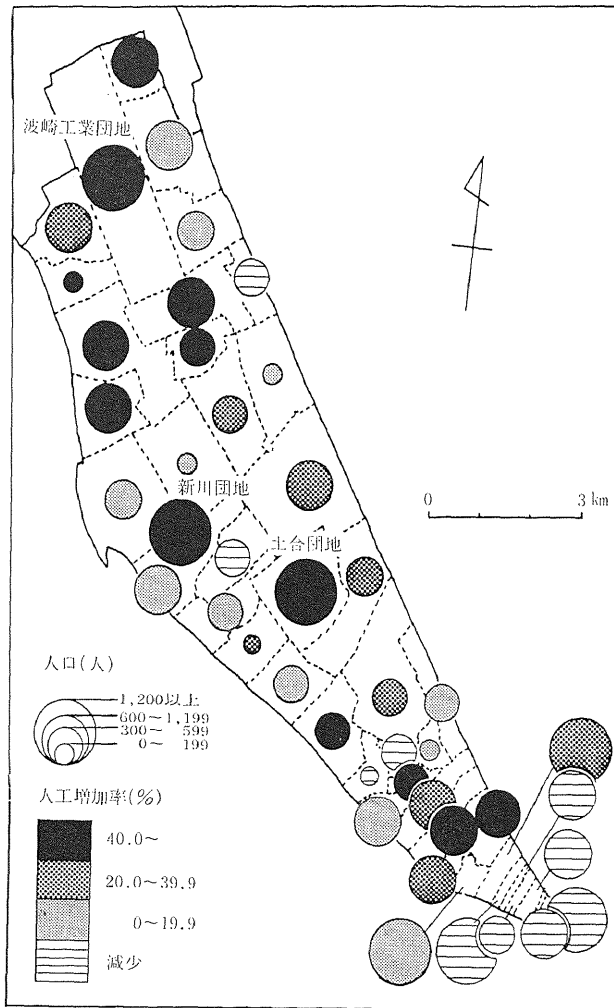 波崎工業団地
新川団地
土合団地
0 3 km
人口(人)
1,200以上
600～1,199
300～ 599
0～ 199
人工増加率(%)
40.0～
20.0～39.9
0～19.9
減少